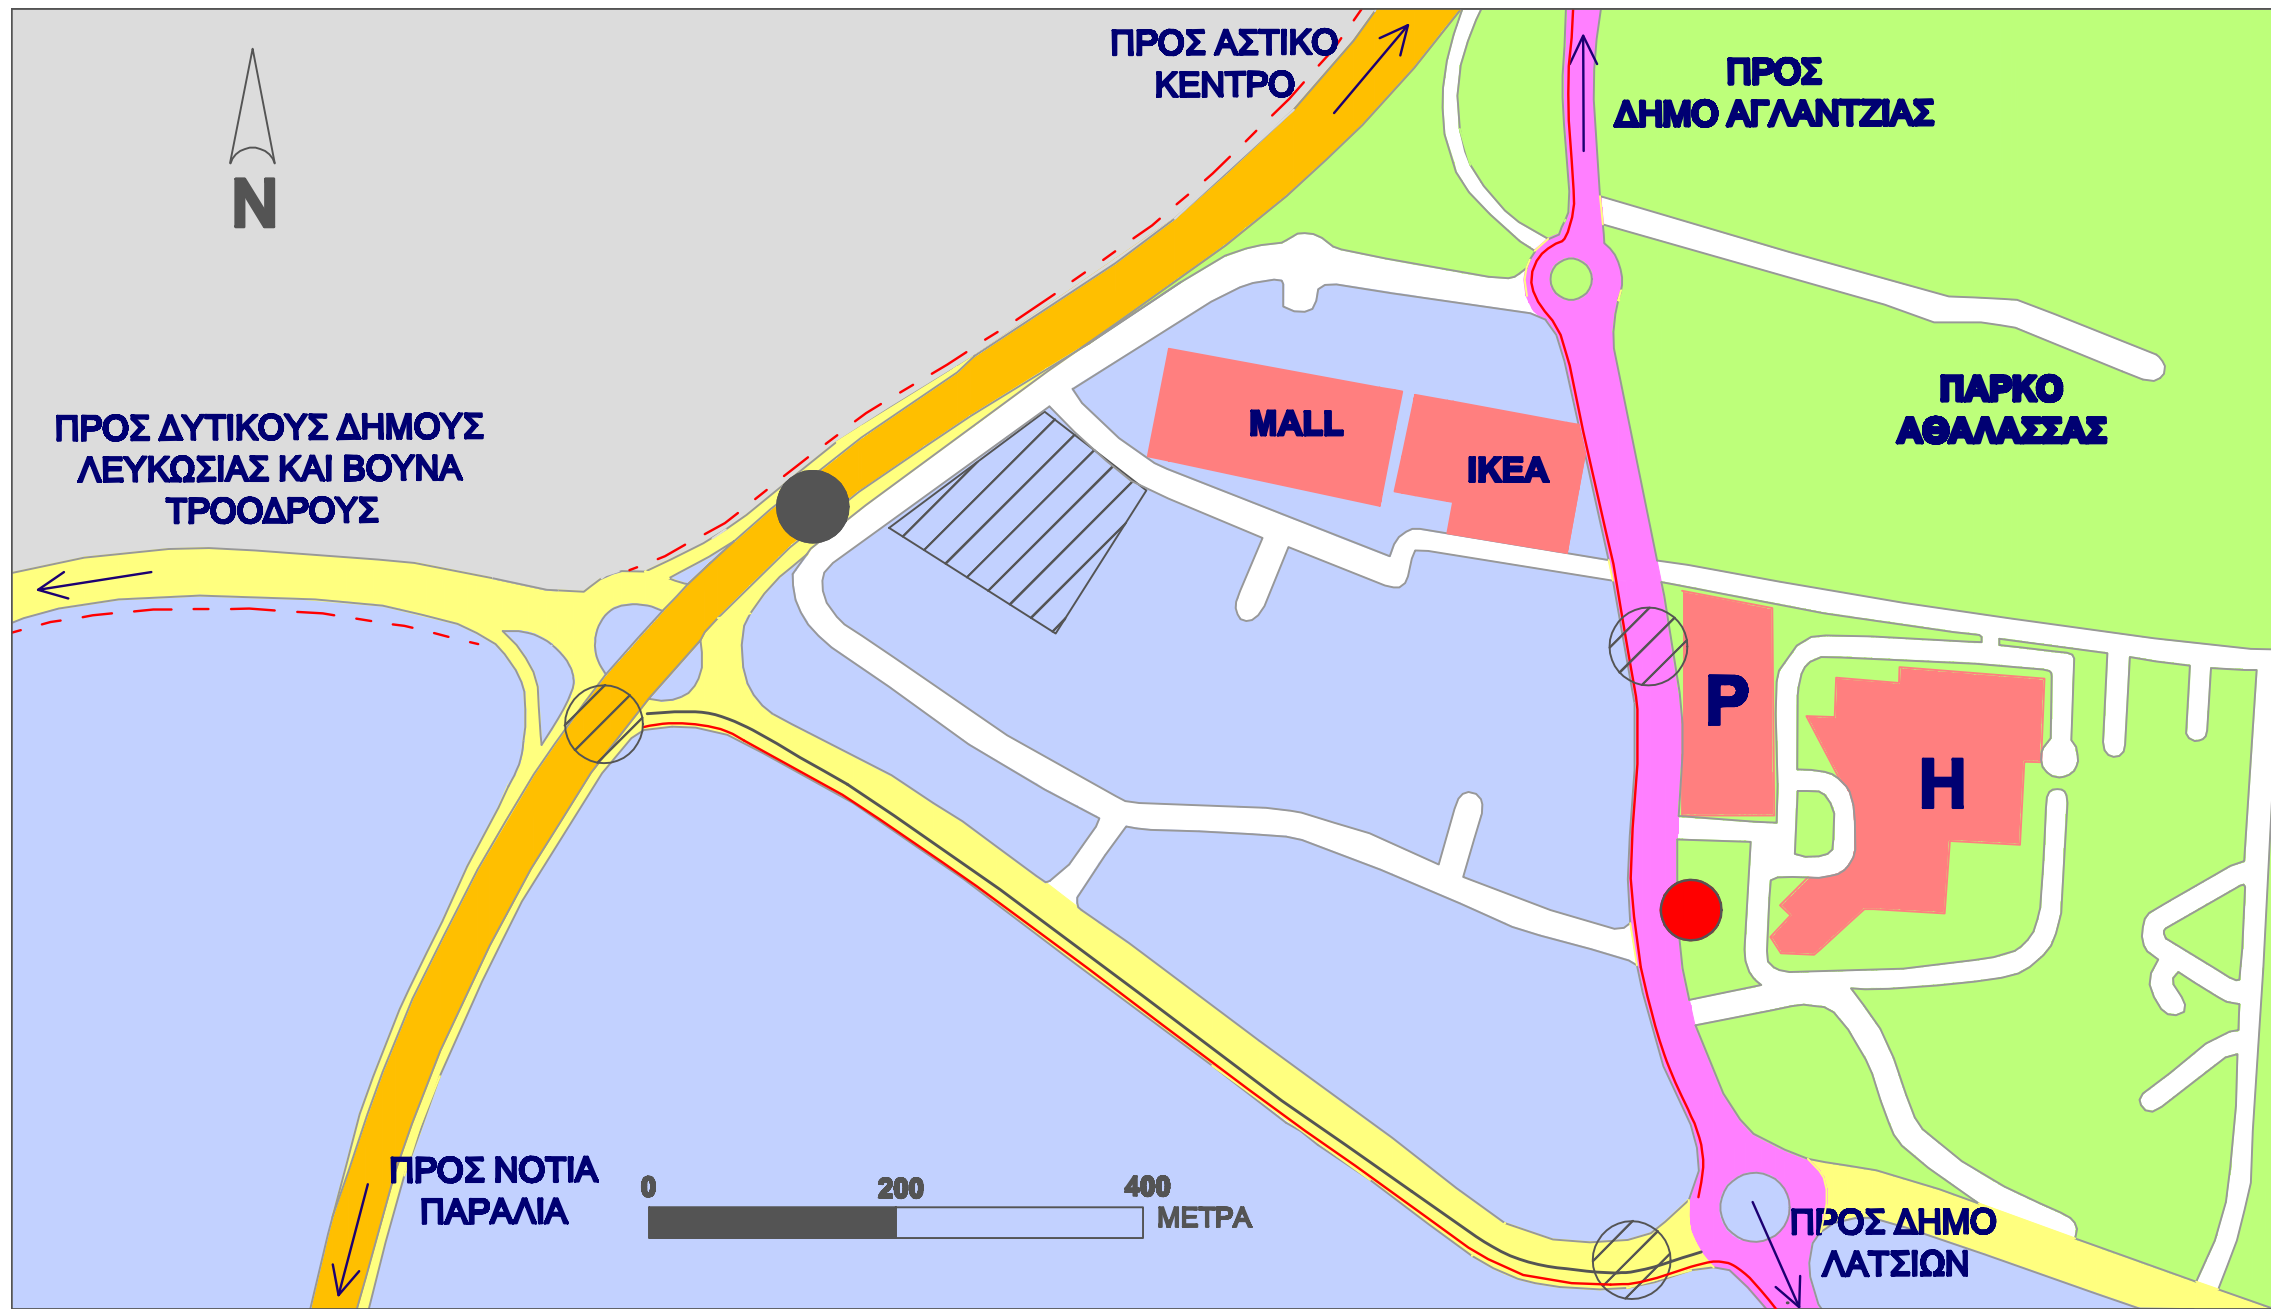 ΠΡΟΣ ΑΣΤΙΚΟ
ΚΕΝΤΡΟ
ΠΡΟΣ
ΔΗΜΟ ΑΓΛΑΝΤΖΙΑΣ
N
ΠΑΡΚΟ
ΑΘΑΛΑΣΣΑΣ
MALL
IKEA
ΠΡΟΣ ΔΥΤΙΚΟΥΣ ΔΗΜΟΥΣ
ΛΕΥΚΩΣΙΑΣ ΚΑΙ ΒΟΥΝΑ
ΤΡΟΟΔΡΟΥΣ
P
H
ΠΡΟΣ ΝΟΤΙΑ
ΠΑΡΑΛΙΑ
0 200 400
ΜΕΤΡΑ
ΠΡΟΣ ΔΗΜΟ
ΛΑΤΣΙΩΝ